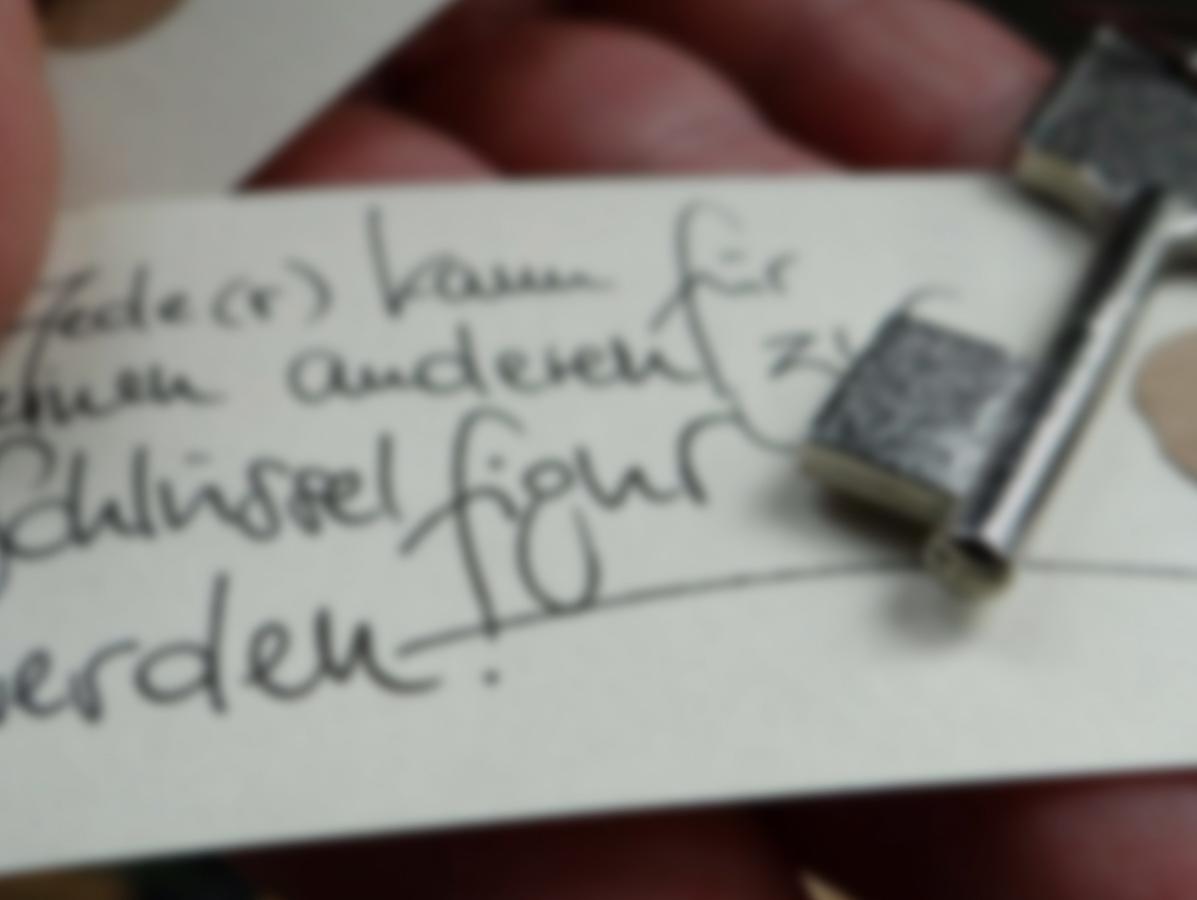 Jede(r) kann für
einen anderen zur
Schlüsselfigur
werden!